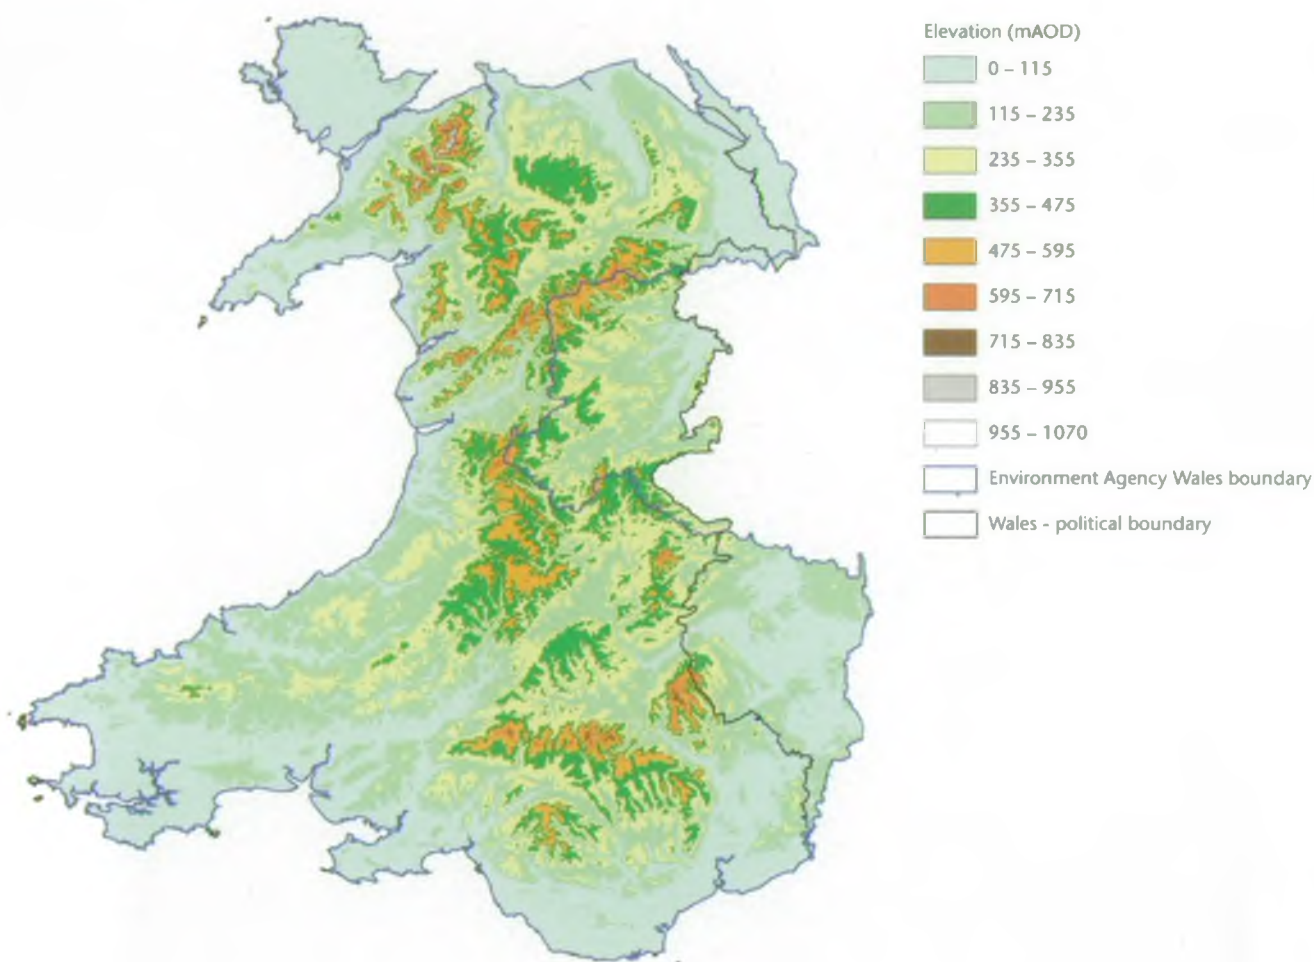 Elevation (mAOD)
0 – 115
115 – 235
235 – 355
355 – 475
475 – 595
595 – 715
715 – 835
835 – 955
955 – 1070
Environment Agency Wales boundary
Wales - political boundary